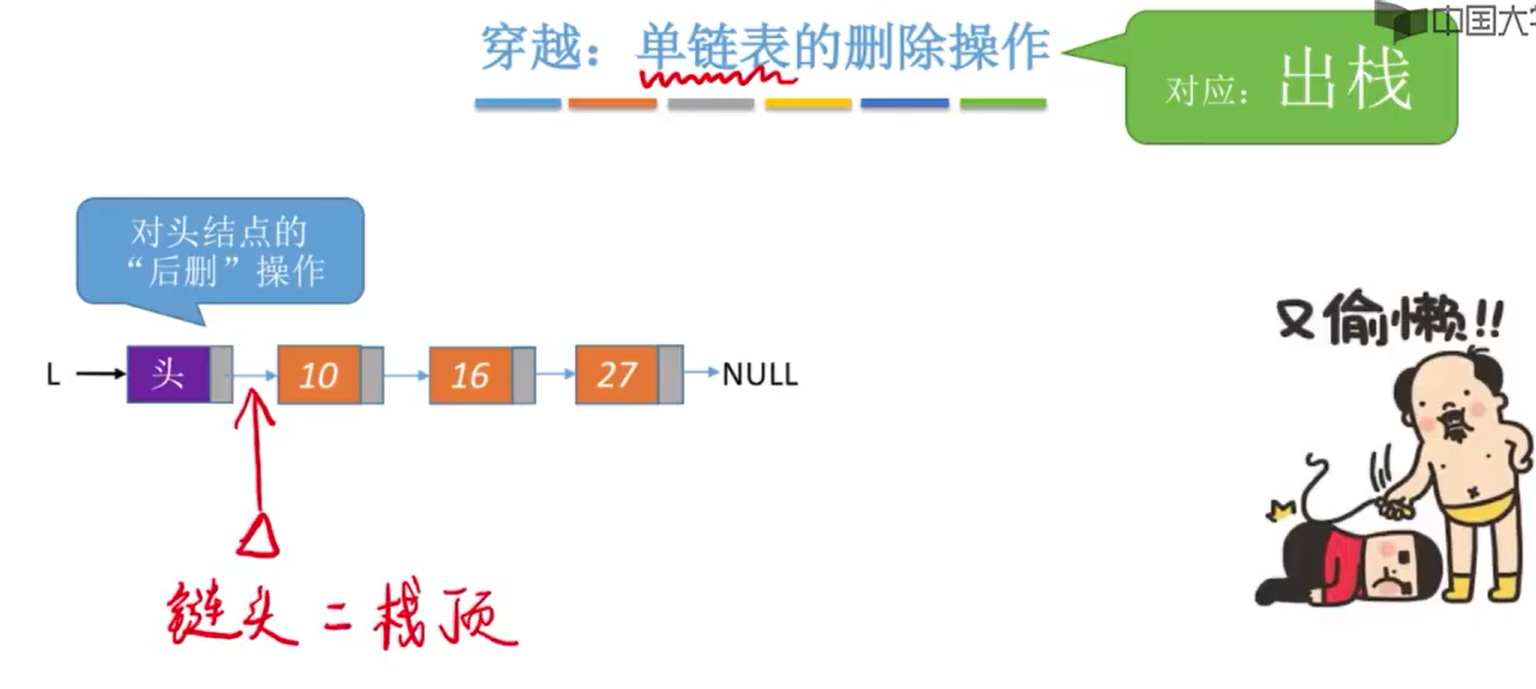 穿越：单链表的删除操作
中国大学
对应：出栈
对头结点的
“后删”操作
L
头
10
16
27
NULL
又偷懒!!
链头=栈顶